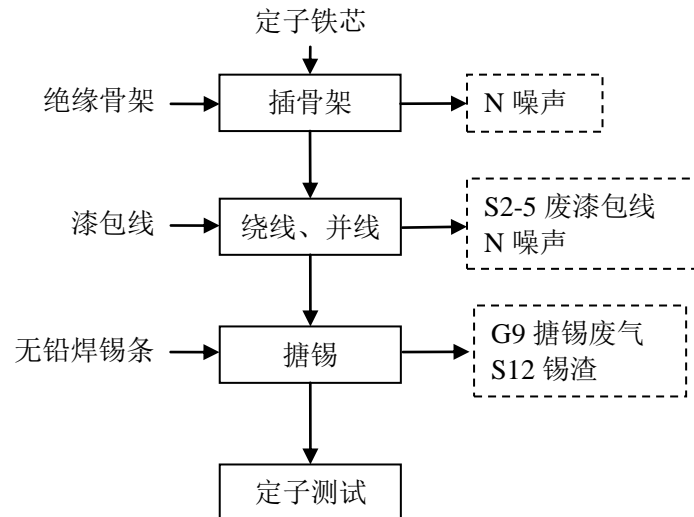 定子铁芯
绝缘骨架
插骨架
N 噪声
漆包线
绕线、并线
S2-5 废漆包线
N 噪声
无铅焊锡条
搪锡
G9 搪锡废气
S12 锡渣
定子测试